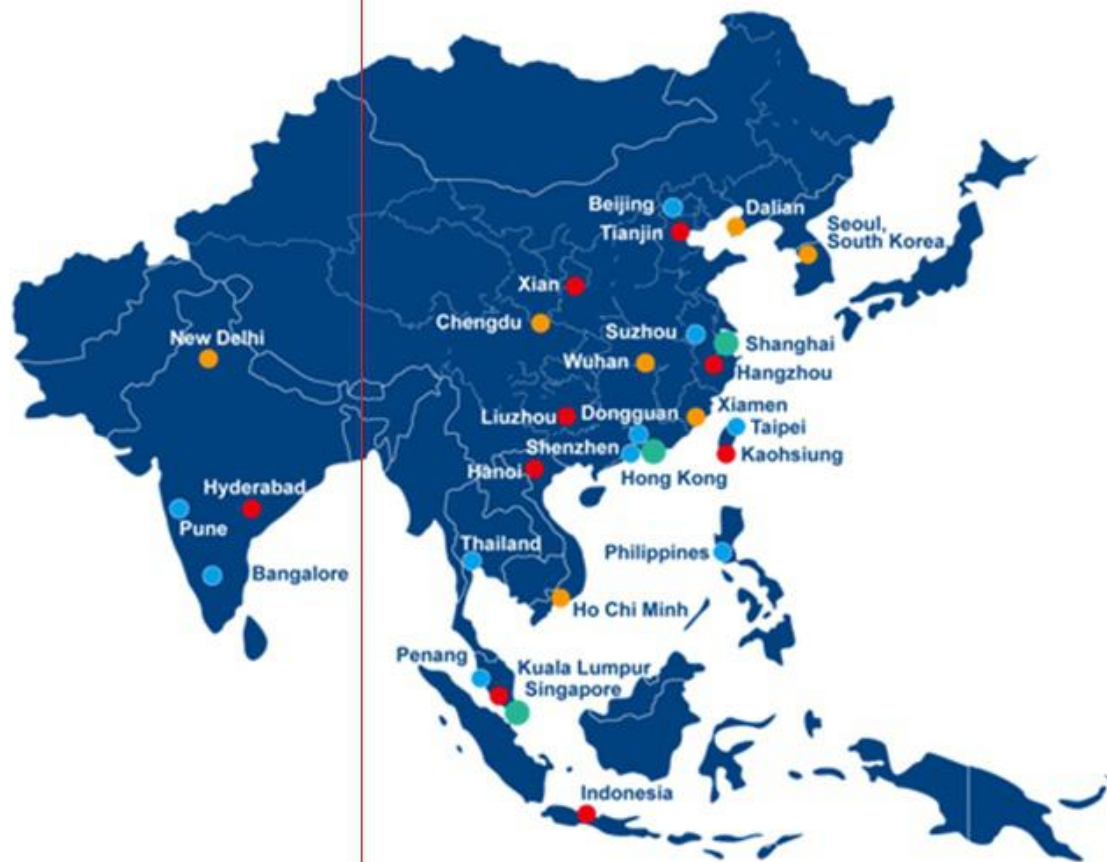 Beijing
Dalian
Tianjin
Seoul,
South Korea
Xian
Chengdu
Suzhou
New Delhi
Shanghai
Wuhan
Hangzhou
Liuzhou
Dongguan
Xiamen
Taipei
Shenzhen
Kaohsiung
Hanoi
Hong Kong
Hyderabad
Pune
Thailand
Philippines
Bangalore
Ho Chi Minh
Penang
Kuala Lumpur
Singapore
Indonesia